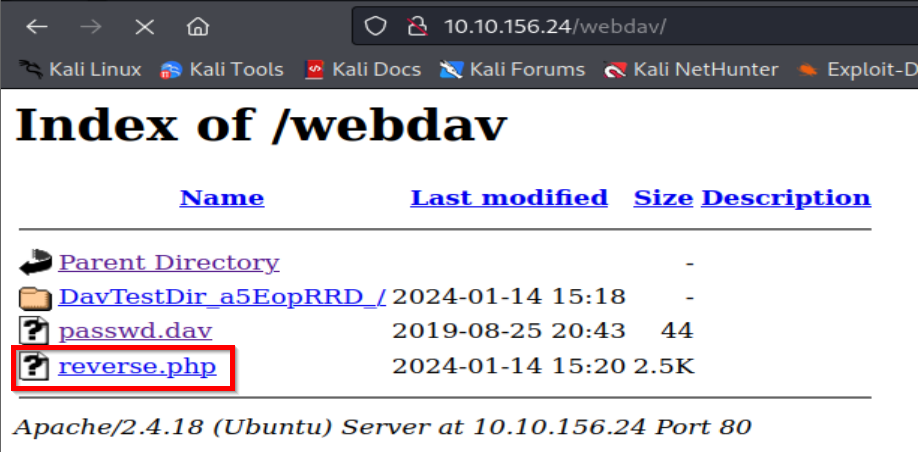 10.10.156.24/webdav/
Kali Linux Kali Tools Kali Docs Kali Forums Kali NetHunter Exploit-D
Index of /webdav
Name Last modified Size Description
Parent Directory -
DavTestDir_a5EopRRD_/ 2024-01-14 15:18 -
passwd.dav 2019-08-25 20:43 44
reverse.php 2024-01-14 15:20 2.5K
Apache/2.4.18 (Ubuntu) Server at 10.10.156.24 Port 80